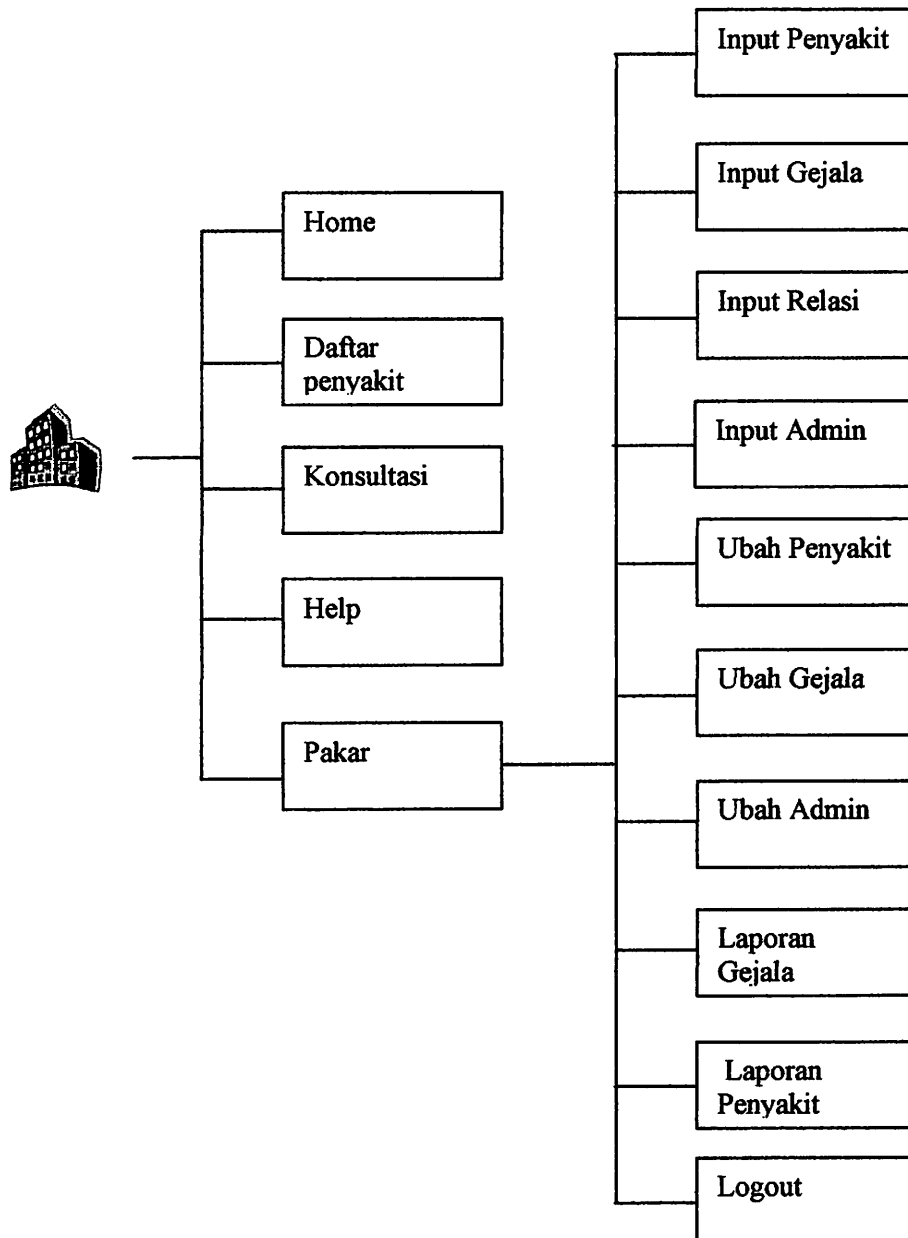 Home
Daftar
penyakit
Konsultasi
Help
Pakar
Input Penyakit
Input Gejala
Input Relasi
Input Admin
Ubah Penyakit
Ubah Gejala
Ubah Admin
Laporan
Gejala
Laporan
Penyakit
Logout